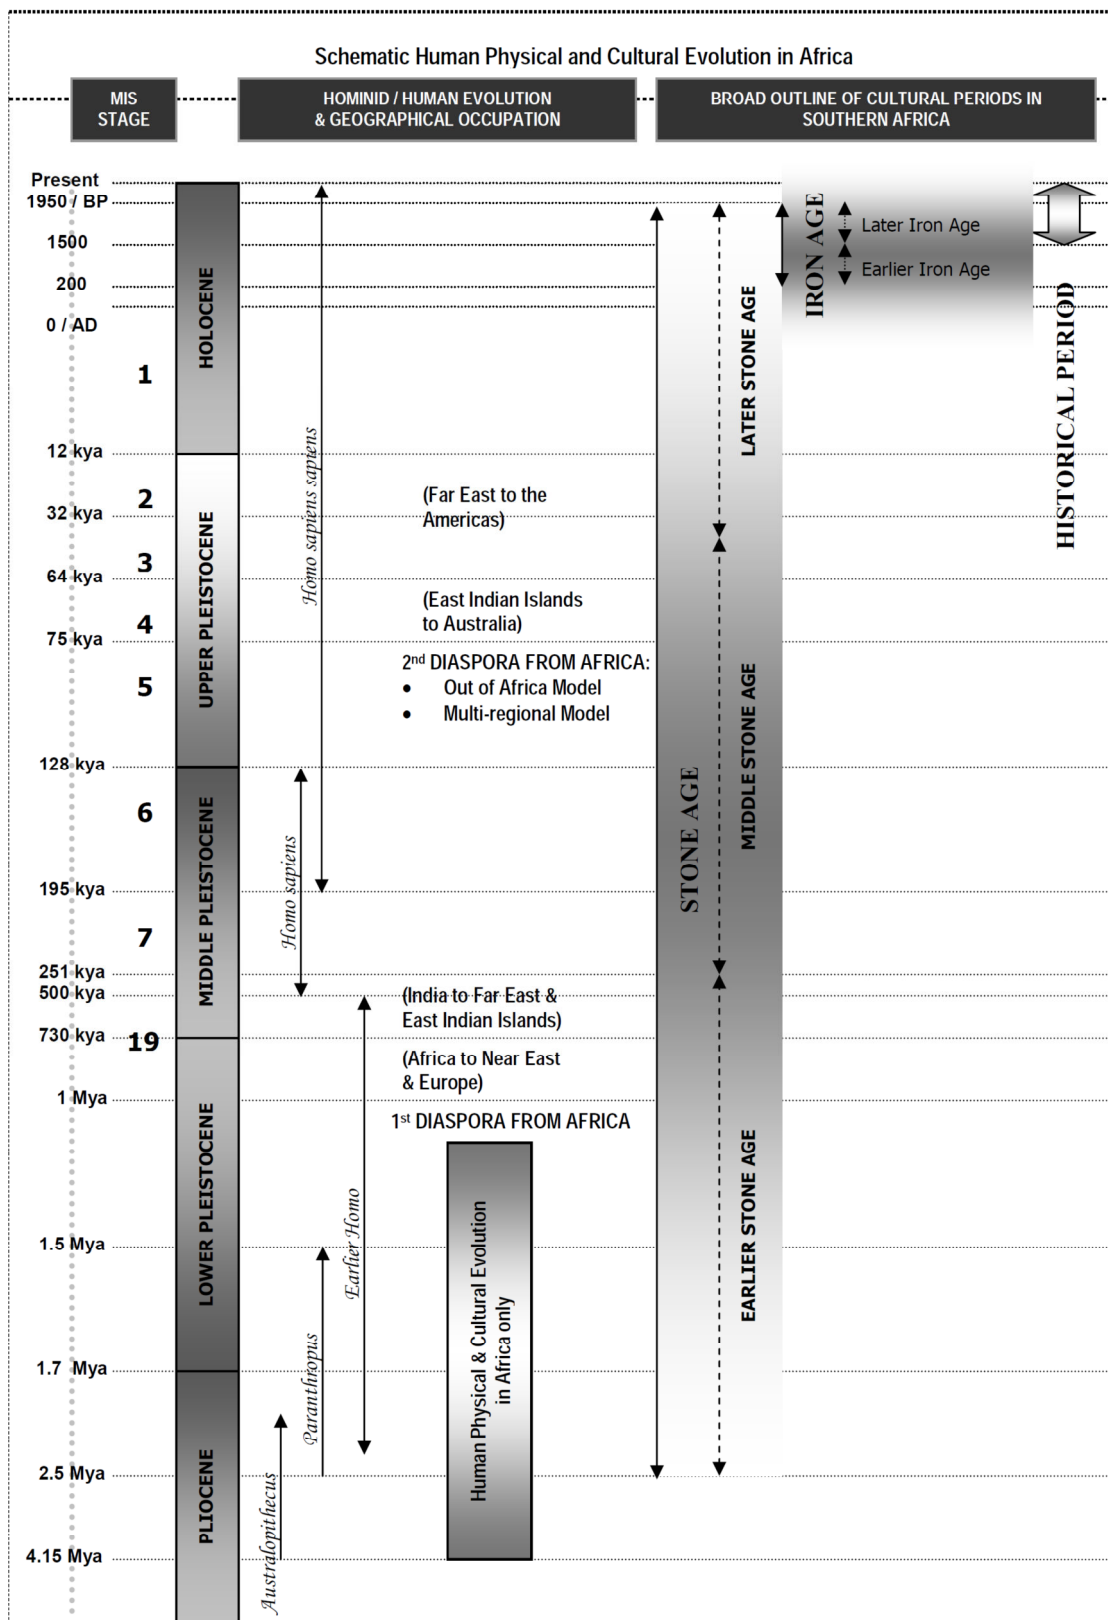 Schematic Human Physical and Cultural Evolution in Africa
MIS
STAGE
HOMINID / HUMAN EVOLUTION
& GEOGRAPHICAL OCCUPATION
BROAD OUTLINE OF CULTURAL PERIODS IN
SOUTHERN AFRICA
Present
1950 / BP
1500
200
0 / AD
12 kya
32 kya
64 kya
75 kya
128 kya
195 kya
251 kya
500 kya
730 kya
1 Mya
1.5 Mya
1.7 Mya
2.5 Mya
4.15 Mya
1
2
3
4
5
6
7
19
HOLOCENE
UPPER PLEISTOCENE
MIDDLE PLEISTOCENE
LOWER PLEISTOCENE
PLIOCENE
Homo sapiens sapiens
Homo sapiens
Earlier Homo
Paranthropus
Australopithecus
(Far East to the
Americas)
(East Indian Islands
to Australia)
2nd DIASPORA FROM AFRICA:
• Out of Africa Model
• Multi-regional Model
(India to Far East &
East Indian Islands)
(Africa to Near East
& Europe)
1st DIASPORA FROM AFRICA
Human Physical & Cultural Evolution
in Africa only
STONE AGE
LATER STONE AGE
MIDDLE STONE AGE
EARLIER STONE AGE
IRON AGE
Later Iron Age
Earlier Iron Age
HISTORICAL PERIOD